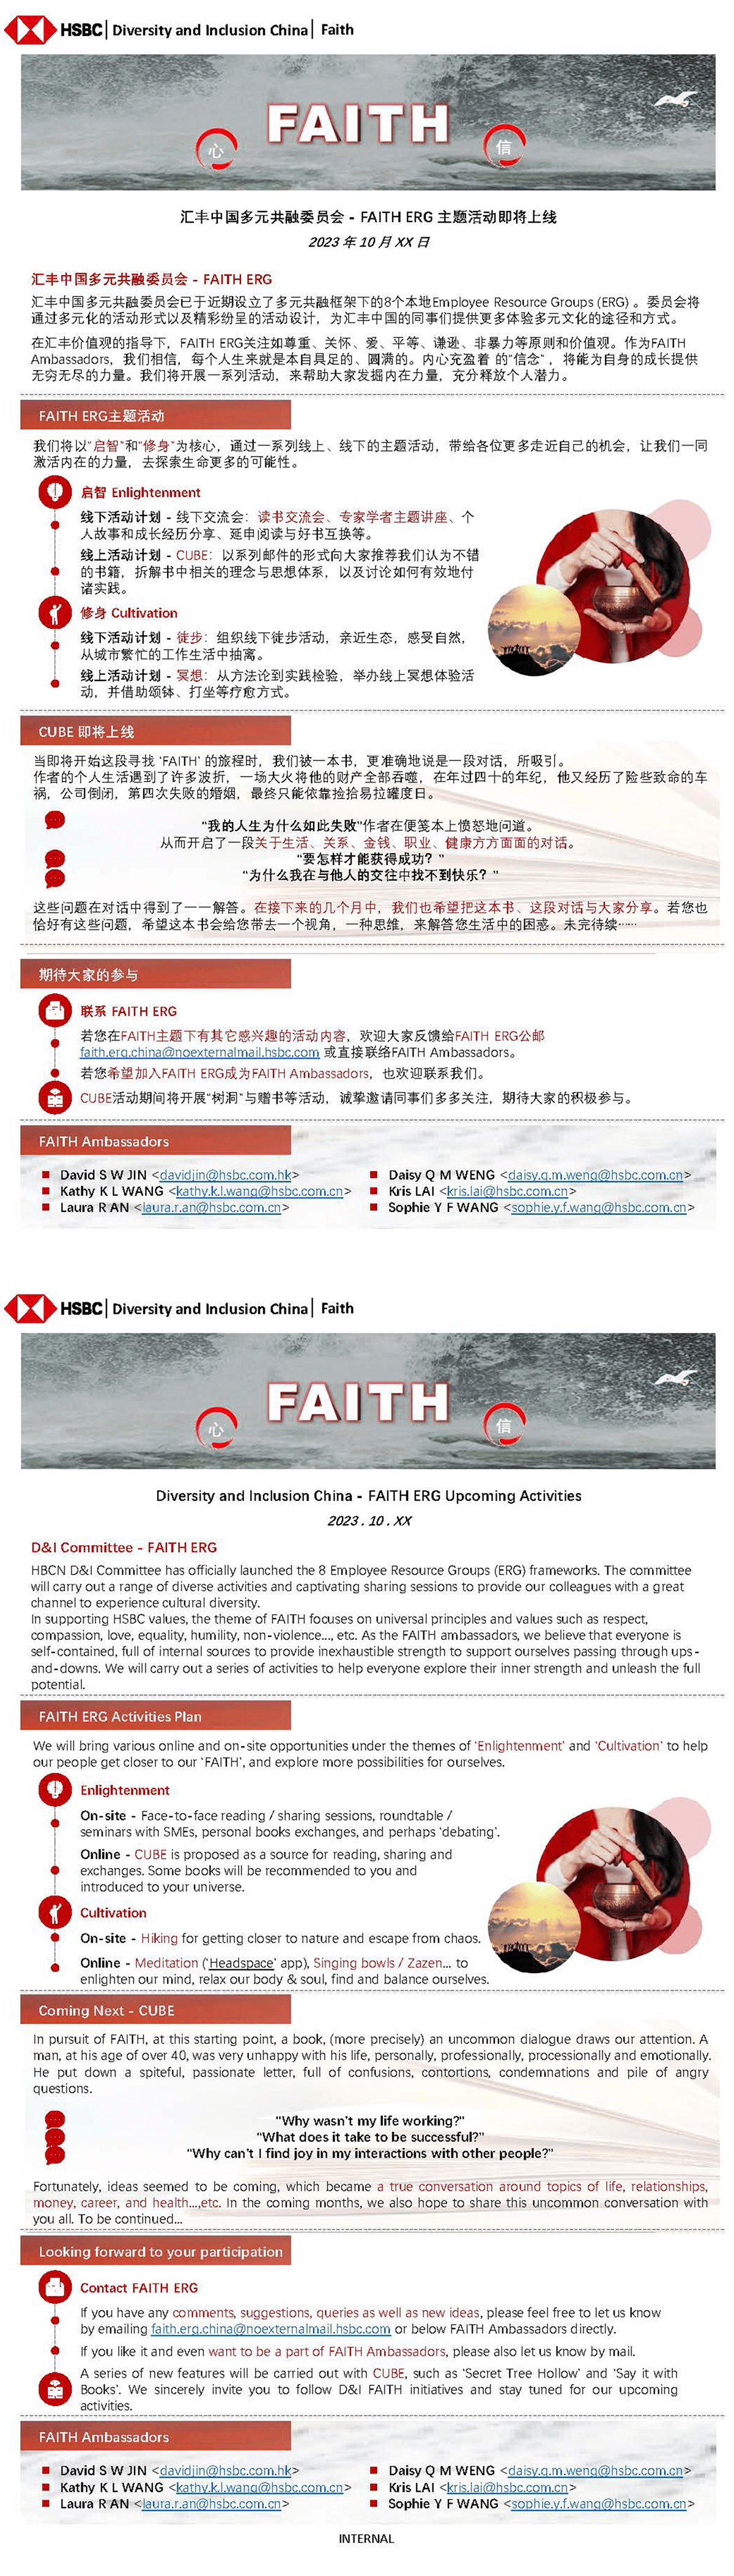 HSBC | Diversity and Inclusion China | Faith
FAITH
心
信
汇丰中国多元共融委员会 - FAITH ERG 主题活动即将上线
2023 年 10 月 XX 日
汇丰中国多元共融委员会 - FAITH ERG
汇丰中国多元共融委员会已于近期设立了多元共融框架下的8个本地Employee Resource Groups (ERG) 。委员会将
通过多元化的活动形式以及精彩纷呈的活动设计，为汇丰中国的同事们提供更多体验多元文化的途径和方式。
在汇丰价值观的指导下，FAITH ERG关注如尊重、关怀、爱、平等、谦逊、非暴力等原则和价值观。作为FAITH
Ambassadors，我们相信，每个人生来就是本自具足的、圆满的。内心充盈着 的“信念” ，将能为自身的成长提供
无穷无尽的力量。我们将开展一系列活动，来帮助大家发掘内在力量，充分释放个人潜力。
FAITH ERG主题活动
我们将以“启智”和“修身”为核心，通过一系列线上、线下的主题活动，带给各位更多走近自己的机会，让我们一同
激活内在的力量，去探索生命更多的可能性。
启智 Enlightenment
线下活动计划 - 线下交流会：读书交流会、专家学者主题讲座、个
人故事和成长经历分享、延申阅读与好书互换等。
线上活动计划 - CUBE：以系列邮件的形式向大家推荐我们认为不错
的书籍，拆解书中相关的理念与思想体系，以及讨论如何有效地付
诸实践。
修身 Cultivation
线下活动计划 - 徒步：组织线下徒步活动，亲近生态，感受自然，
从城市繁忙的工作生活中抽离。
线上活动计划 - 冥想：从方法论到实践检验，举办线上冥想体验活
动，并借助颂钵、打坐等疗愈方式。
CUBE 即将上线
当即将开始这段寻找 ‘FAITH’ 的旅程时，我们被一本书，更准确地说是一段对话，所吸引。
作者的个人生活遇到了许多波折，一场大火将他的财产全部吞噬，在年过四十的年纪，他又经历了险些致命的车
祸，公司倒闭，第四次失败的婚姻，最终只能依靠捡拾易拉罐度日。
“我的人生为什么如此失败”作者在便笺本上愤怒地问道。
从而开启了一段关于生活、关系、金钱、职业、健康方方面面的对话。
“要怎样才能获得成功？”
“为什么我在与他人的交往中找不到快乐？”
这些问题在对话中得到了一一解答。在接下来的几个月中，我们也希望把这本书、这段对话与大家分享。若您也
恰好有这些问题，希望这本书会给您带去一个视角，一种思维，来解答您生活中的困惑。未完待续……
期待大家的参与
联系 FAITH ERG
若您在FAITH主题下有其它感兴趣的活动内容，欢迎大家反馈给FAITH ERG公邮
faith.erg.china@noexternalmail.hsbc.com 或直接联络FAITH Ambassadors。
若您希望加入FAITH ERG成为FAITH Ambassadors，也欢迎联系我们。
CUBE活动期间将开展“树洞”与赠书等活动，诚挚邀请同事们多多关注，期待大家的积极参与。
FAITH Ambassadors
David S W JIN <davidjin@hsbc.com.hk>
Daisy Q M WENG <daisy.q.m.weng@hsbc.com.cn>
Kathy K L WANG <kathy.k.l.wang@hsbc.com.cn>
Kris LAI <kris.lai@hsbc.com.cn>
Laura R AN <laura.r.an@hsbc.com.cn>
Sophie Y F WANG <sophie.y.f.wang@hsbc.com.cn>
HSBC | Diversity and Inclusion China | Faith
FAITH
心
信
Diversity and Inclusion China - FAITH ERG Upcoming Activities
2023 . 10 . XX
D&I Committee - FAITH ERG
HBCN D&I Committee has officially launched the 8 Employee Resource Groups (ERG) frameworks. The committee
will carry out a range of diverse activities and captivating sharing sessions to provide our colleagues with a great
channel to experience cultural diversity.
In supporting HSBC values, the theme of FAITH focuses on universal principles and values such as respect,
compassion, love, equality, humility, non-violence..., etc. As the FAITH ambassadors, we believe that everyone is
self-contained, full of internal sources to provide inexhaustible strength to support ourselves passing through ups-
and-downs. We will carry out a series of activities to help everyone explore their inner strength and unleash the full
potential.
FAITH ERG Activities Plan
We will bring various online and on-site opportunities under the themes of ‘Enlightenment’ and ‘Cultivation’ to help
our people get closer to our ‘FAITH’, and explore more possibilities for ourselves.
Enlightenment
On-site - Face-to-face reading / sharing sessions, roundtable /
seminars with SMEs, personal books exchanges, and perhaps ‘debating’.
Online - CUBE is proposed as a source for reading, sharing and
exchanges. Some books will be recommended to you and
introduced to your universe.
Cultivation
On-site - Hiking for getting closer to nature and escape from chaos.
Online - Meditation (‘Headspace’ app), Singing bowls / Zazen... to
enlighten our mind, relax our body & soul, find and balance ourselves.
Coming Next - CUBE
In pursuit of FAITH, at this starting point, a book, (more precisely) an uncommon dialogue draws our attention. A
man, at his age of over 40, was very unhappy with his life, personally, professionally, processionally and emotionally.
He put down a spiteful, passionate letter, full of confusions, contortions, condemnations and pile of angry
questions.
"Why wasn't my life working?"
"What does it take to be successful?"
"Why can't I find joy in my interactions with other people?"
Fortunately, ideas seemed to be coming, which became a true conversation around topics of life, relationships,
money, career, and health...,etc. In the coming months, we also hope to share this uncommon conversation with
you all. To be continued...
Looking forward to your participation
Contact FAITH ERG
If you have any comments, suggestions, queries as well as new ideas, please feel free to let us know
by emailing faith.erg.china@noexternalmail.hsbc.com or below FAITH Ambassadors directly.
If you like it and even want to be a part of FAITH Ambassadors, please also let us know by mail.
A series of new features will be carried out with CUBE, such as ‘Secret Tree Hollow’ and ‘Say it with
Books’. We sincerely invite you to follow D&I FAITH initiatives and stay tuned for our upcoming
activities.
FAITH Ambassadors
David S W JIN <davidjin@hsbc.com.hk>
Daisy Q M WENG <daisy.q.m.weng@hsbc.com.cn>
Kathy K L WANG <kathy.k.l.wang@hsbc.com.cn>
Kris LAI <kris.lai@hsbc.com.cn>
Laura R AN <laura.r.an@hsbc.com.cn>
Sophie Y F WANG <sophie.y.f.wang@hsbc.com.cn>
INTERNAL